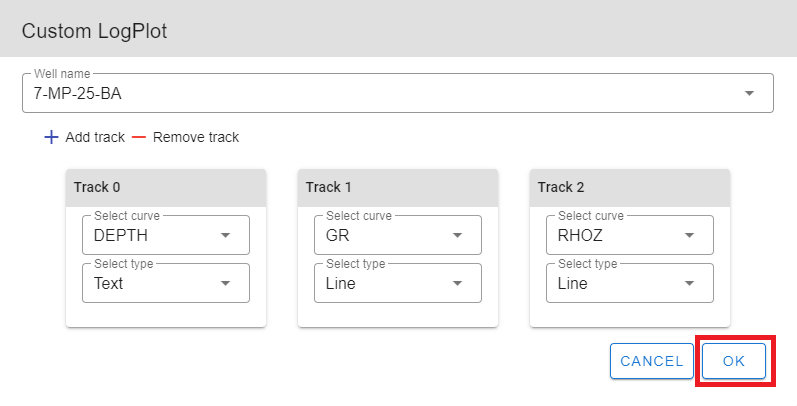 Custom LogPlot
Well name
7-MP-25-BA
Add track Remove track
Track 0 Track 1 Track 2
Select curve Select curve Select curve
DEPTH GR RHOZ
Select type Select type Select type
Text Line Line
CANCEL OK